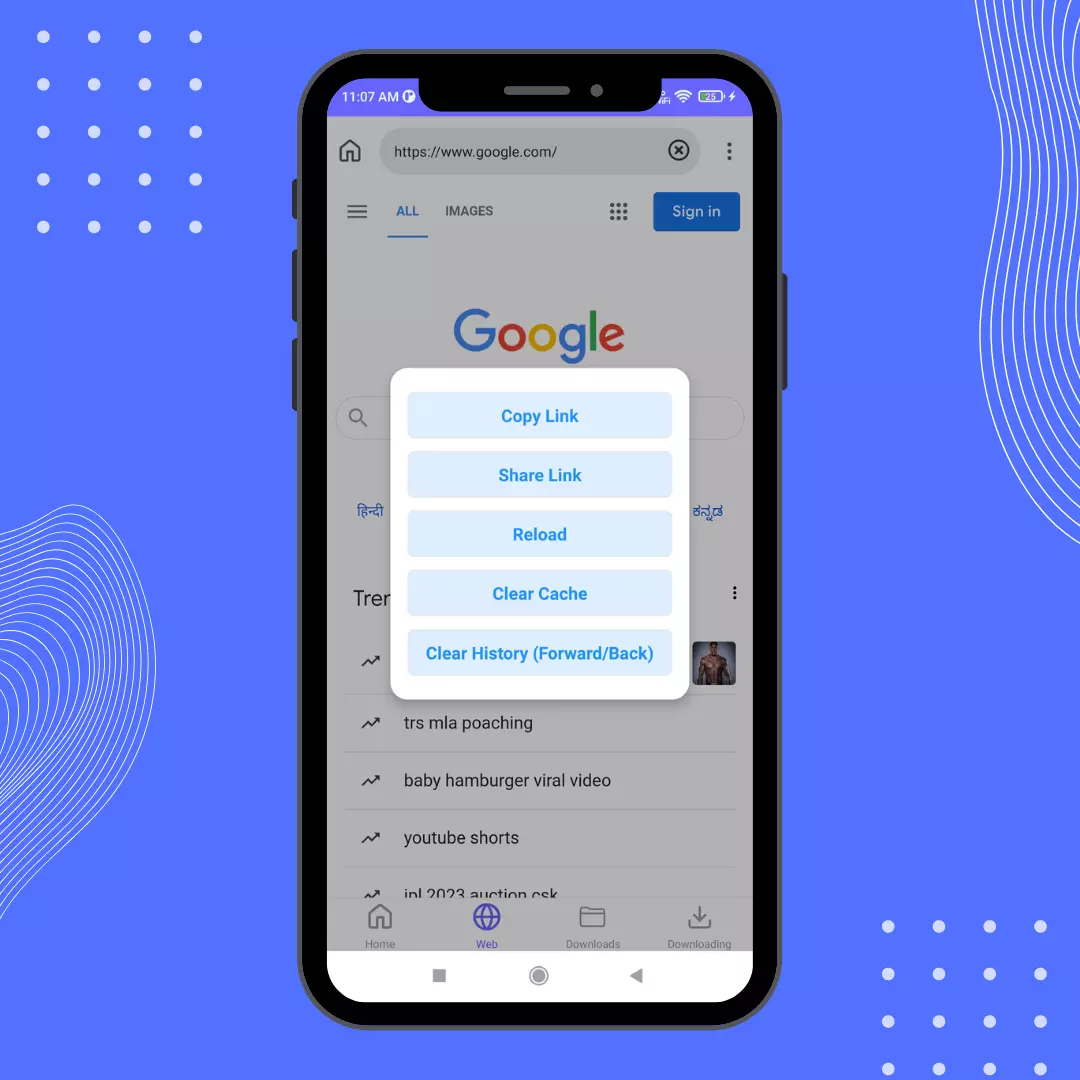 11:07 AM
WiFi
25
https://www.google.com/
ALL IMAGES
Sign in
Google
Copy Link
Share Link
हिन्दी
ಕನ್ನಡ
Reload
Clear Cache
Tren
Clear History (Forward/Back)
trs mla poaching
baby hamburger viral video
youtube shorts
ipl 2023 auction csk
Home Web Downloads Downloading